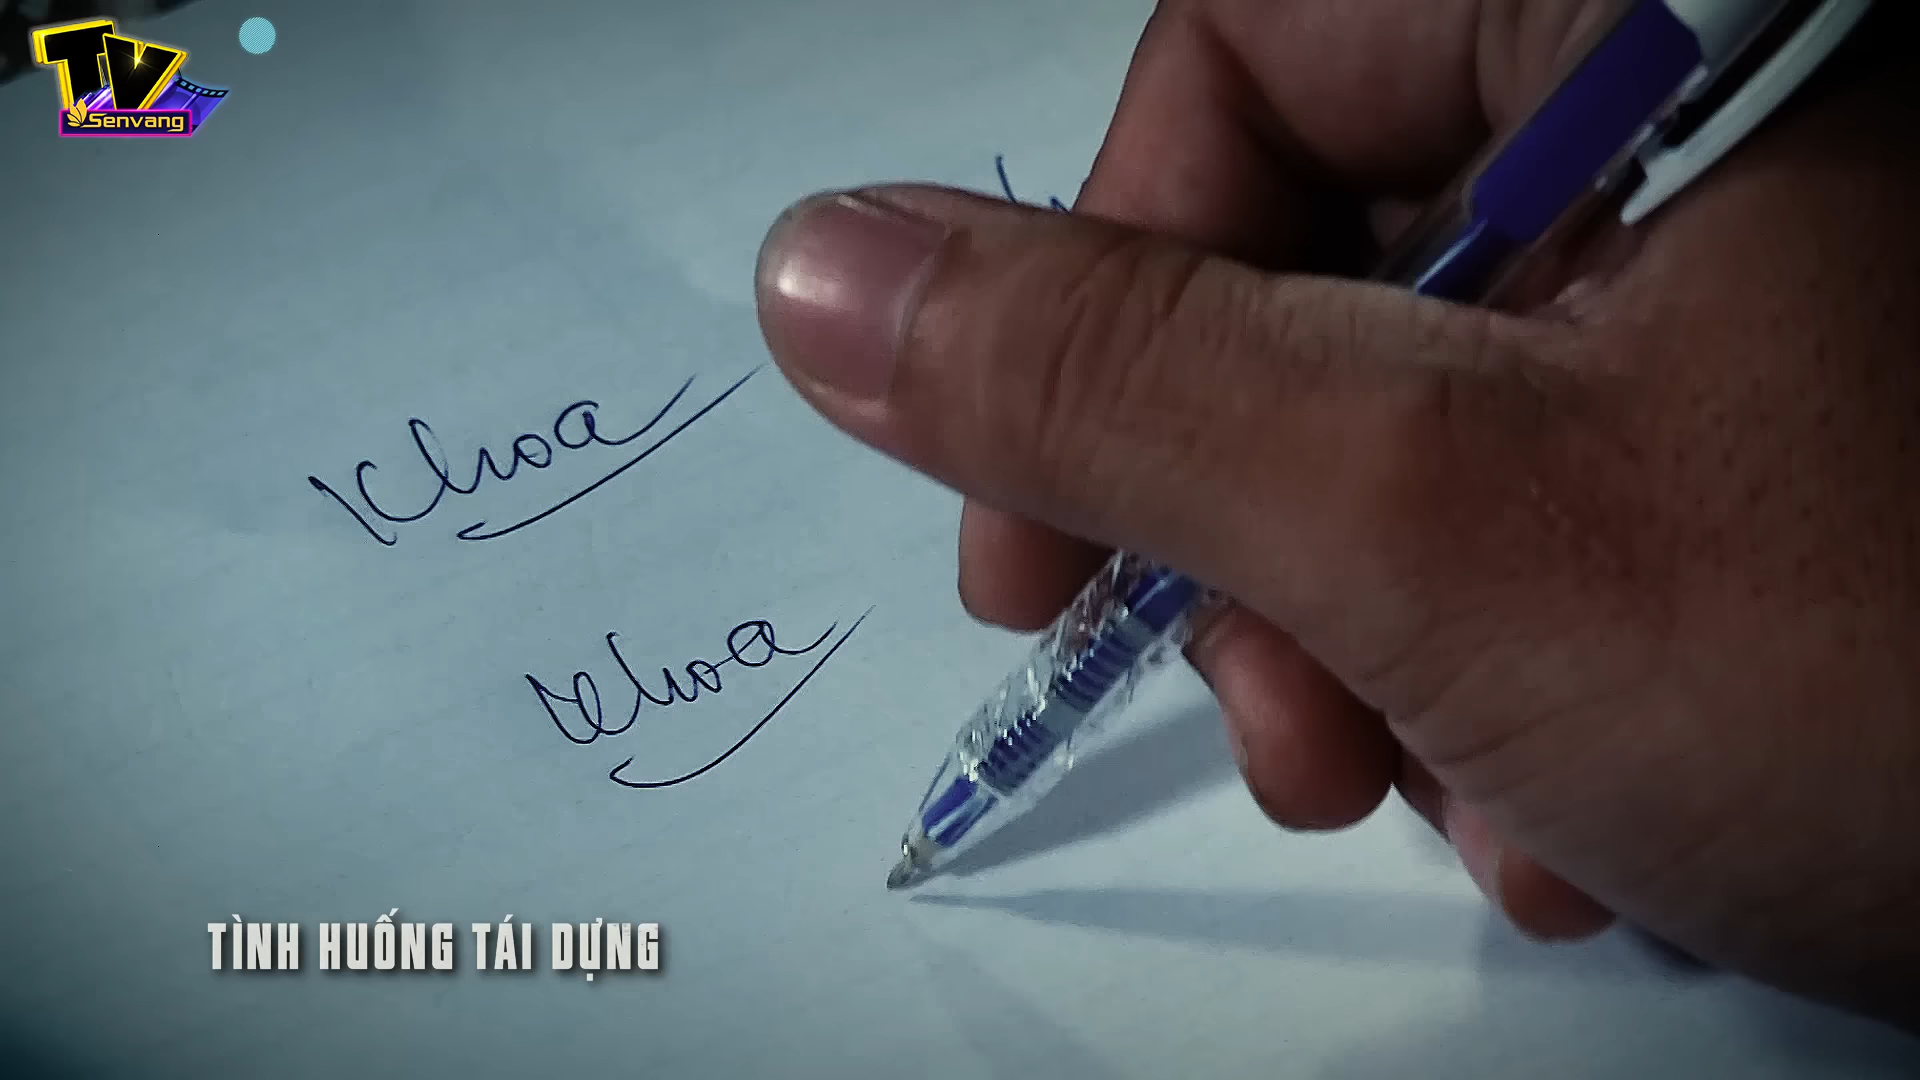 TV
Senvang
Khoa
Khoa
TÌNH HUỐNG TÁI DỰNG